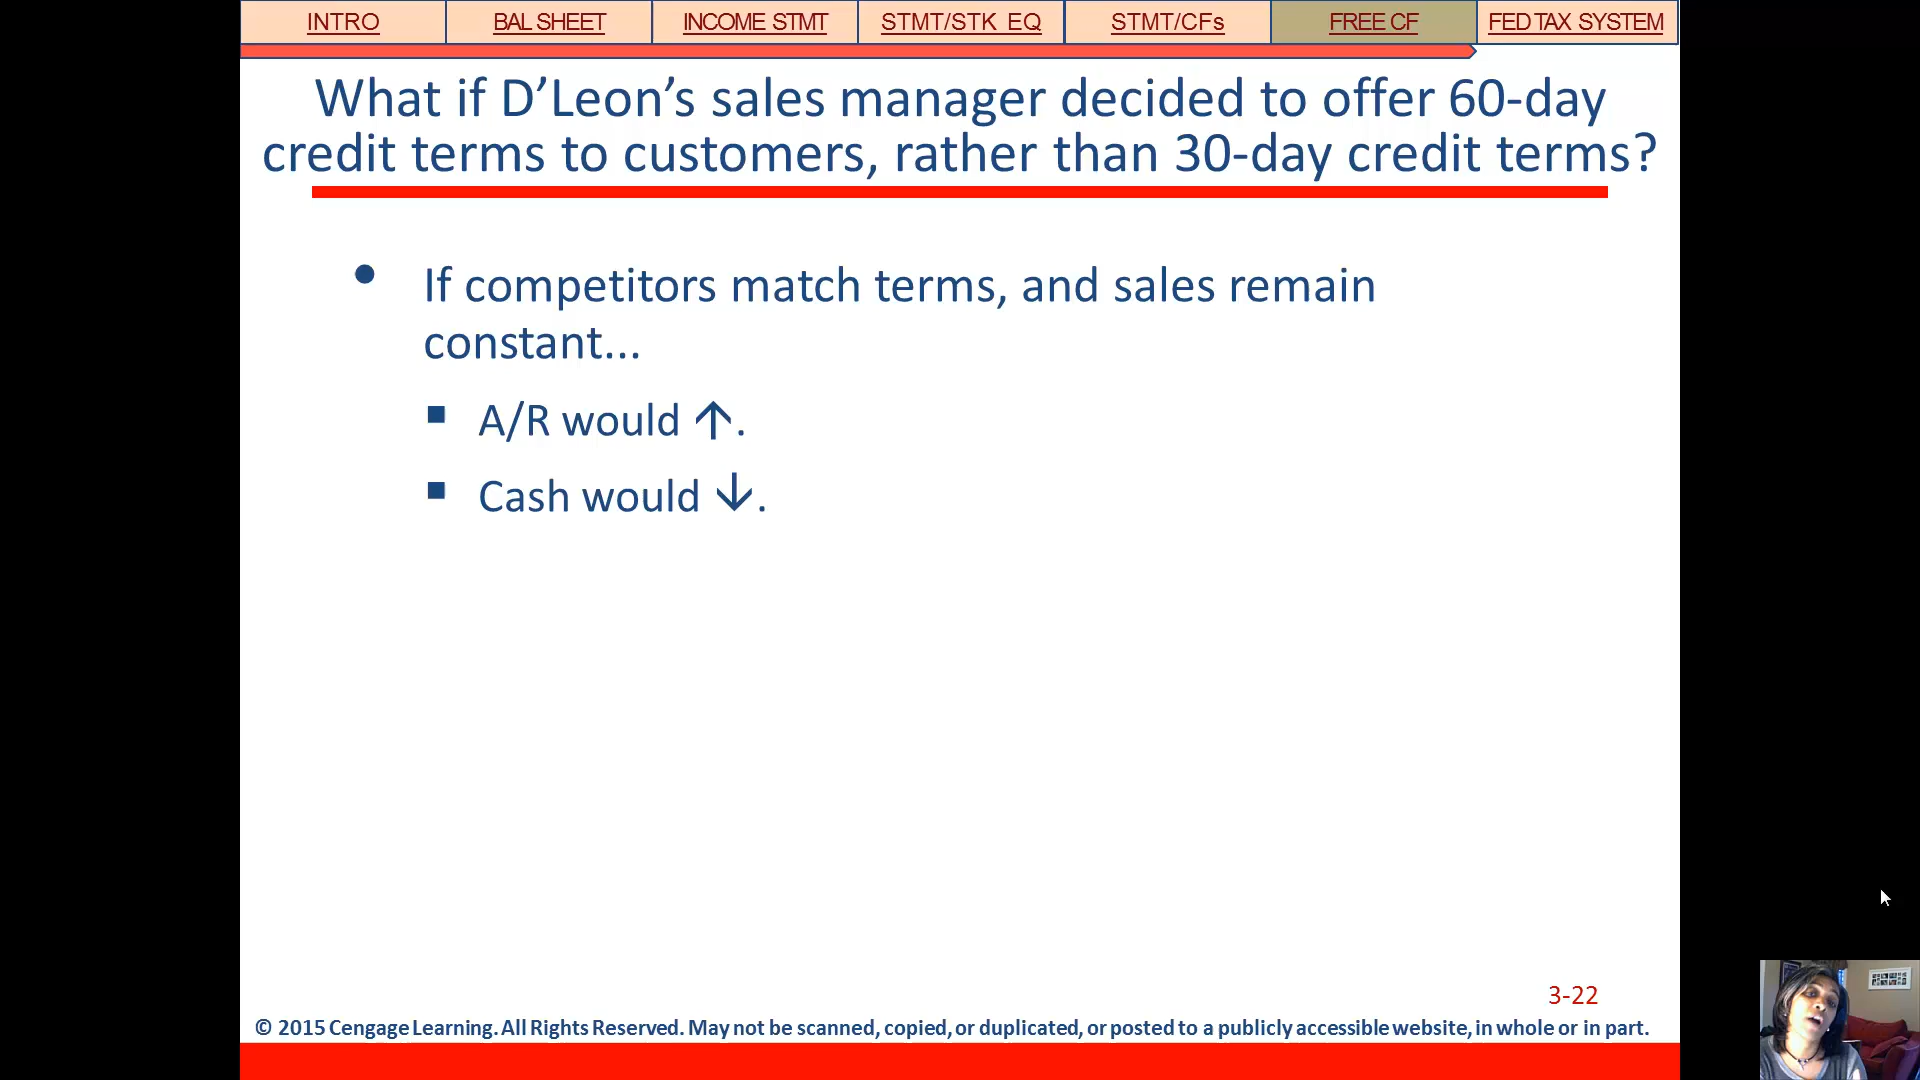 INTRO BAL SHEET INCOME STMT STMT/STK EQ STMT/CFs FREE CF FED TAX SYSTEM
What if D’Leon’s sales manager decided to offer 60-day
credit terms to customers, rather than 30-day credit terms?
• If competitors match terms, and sales remain
constant...
▪ A/R would ↑.
▪ Cash would ↓.
3-22
© 2015 Cengage Learning. All Rights Reserved. May not be scanned, copied, or duplicated, or posted to a publicly accessible website, in whole or in part.